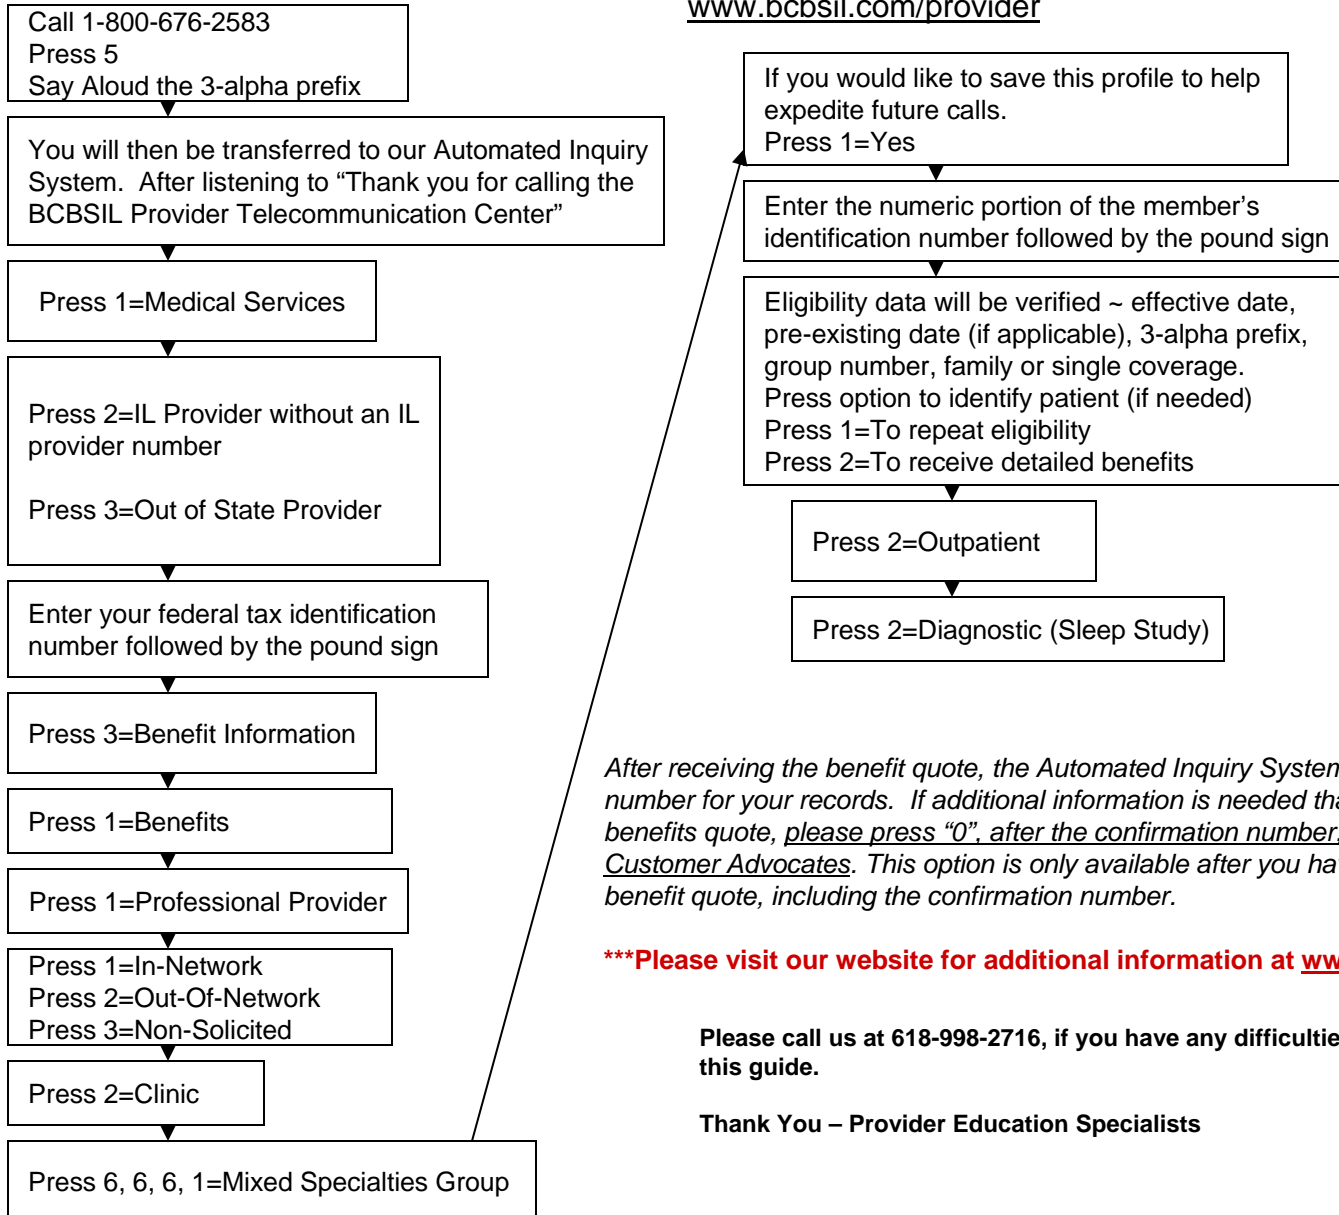 Call 1-800-676-2583
Press 5
Say Aloud the 3-alpha prefix
You will then be transferred to our Automated Inquiry
System.  After listening to “Thank you for calling the
BCBSIL Provider Telecommunication Center”
Press 1=Medical Services
Press 2=IL Provider without an IL
provider number
Press 3=Out of State Provider
Enter your federal tax identification
number followed by the pound sign
Press 3=Benefit Information
Press 1=Benefits
Press 1=Professional Provider
Press 1=In-Network
Press 2=Out-Of-Network
Press 3=Non-Solicited
Press 2=Clinic
Press 6, 6, 6, 1=Mixed Specialties Group
www.bcbsil.com/provider
If you would like to save this profile to help
expedite future calls.
Press 1=Yes
Enter the numeric portion of the member’s
identification number followed by the pound sign
Eligibility data will be verified ~ effective date,
pre-existing date (if applicable), 3-alpha prefix,
group number, family or single coverage.
Press option to identify patient (if needed)
Press 1=To repeat eligibility
Press 2=To receive detailed benefits
Press 2=Outpatient
Press 2=Diagnostic (Sleep Study)
After receiving the benefit quote, the Automated Inquiry System
number for your records.  If additional information is needed tha
benefits quote, please press “0”, after the confirmation number.
Customer Advocates. This option is only available after you hav
benefit quote, including the confirmation number.
***Please visit our website for additional information at ww
Please call us at 618-998-2716, if you have any difficultie
this guide.
Thank You – Provider Education Specialists